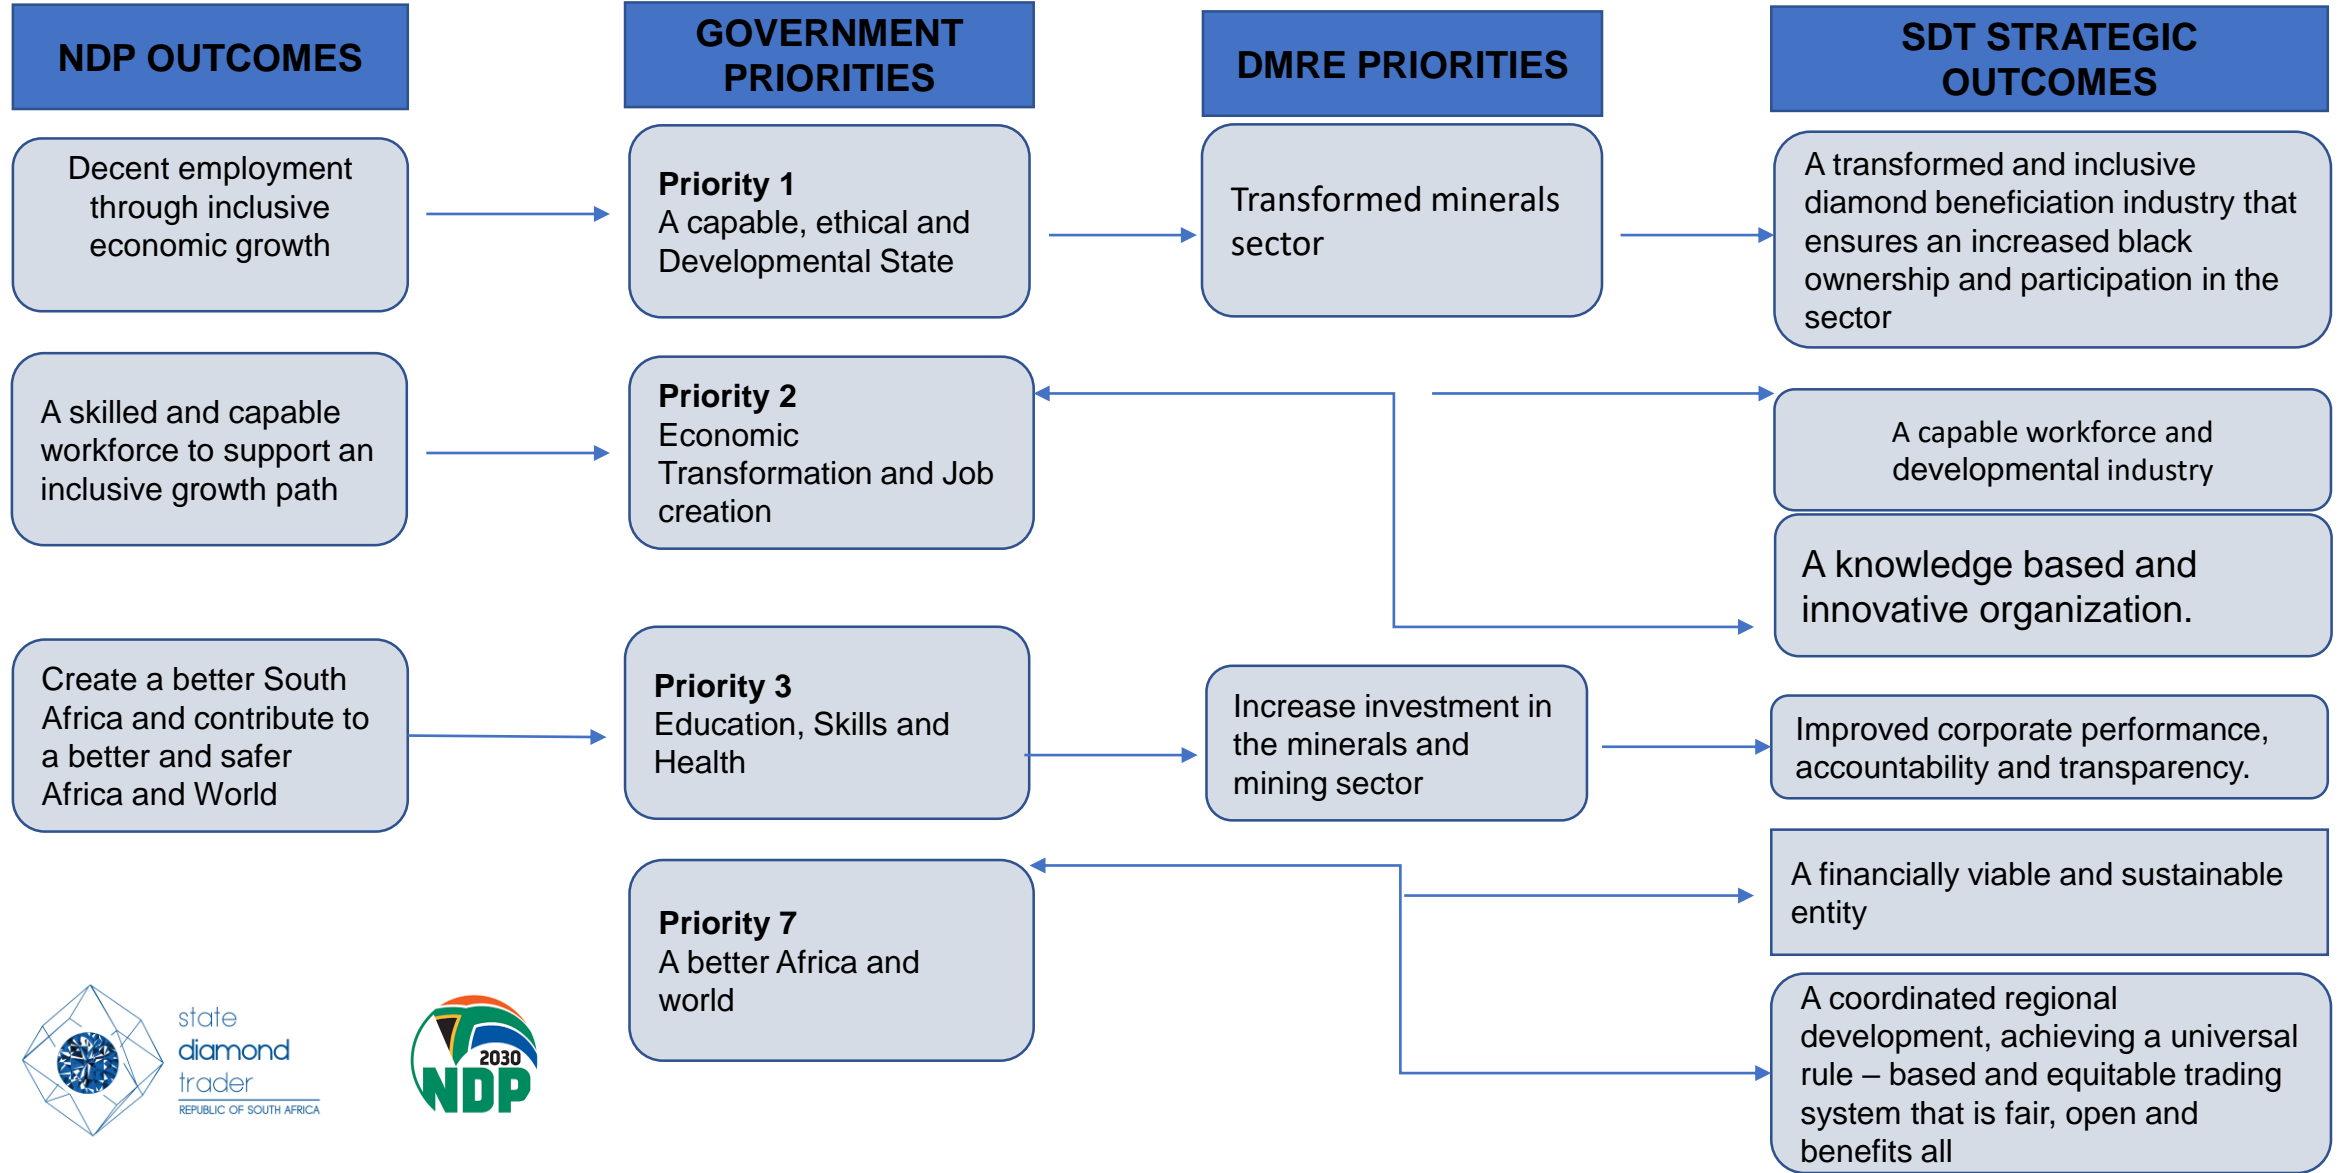 NDP OUTCOMES
GOVERNMENT
PRIORITIES
DMRE PRIORITIES
SDT STRATEGIC
OUTCOMES
Decent employment
through inclusive
economic growth
Priority 1
A capable, ethical and
Developmental State
Transformed minerals
sector
A transformed and inclusive
diamond beneficiation industry that
ensures an increased black
ownership and participation in the
sector
A skilled and capable
workforce to support an
inclusive growth path
Priority 2
Economic
Transformation and Job
creation
A capable workforce and
developmental industry
A knowledge based and
innovative organization.
Create a better South
Africa and contribute to
a better and safer
Africa and World
Priority 3
Education, Skills and
Health
Increase investment in
the minerals and
mining sector
Improved corporate performance,
accountability and transparency.
Priority 7
A better Africa and
world
A financially viable and sustainable
entity
A coordinated regional
development, achieving a universal
rule – based and equitable trading
system that is fair, open and
benefits all
state
diamond
trader
REPUBLIC OF SOUTH AFRICA
2030
NDP